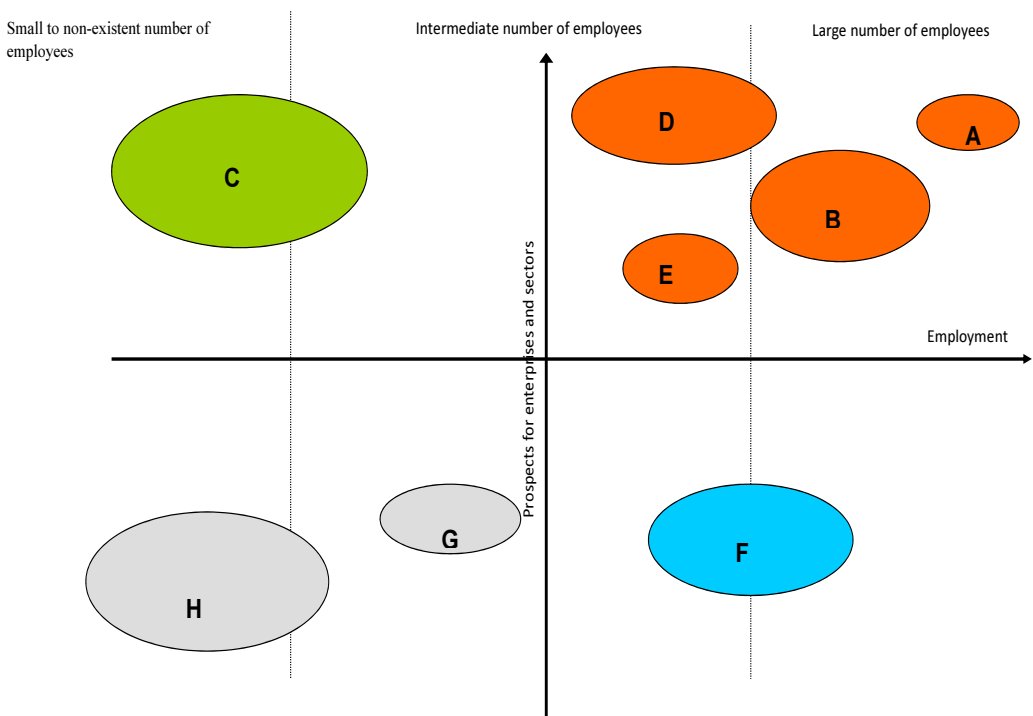 Small to non-existent number of
employees
Intermediate number of employees
Large number of employees
D
A
C
B
E
Prospects for enterprises and sectors
Employment
G
F
H